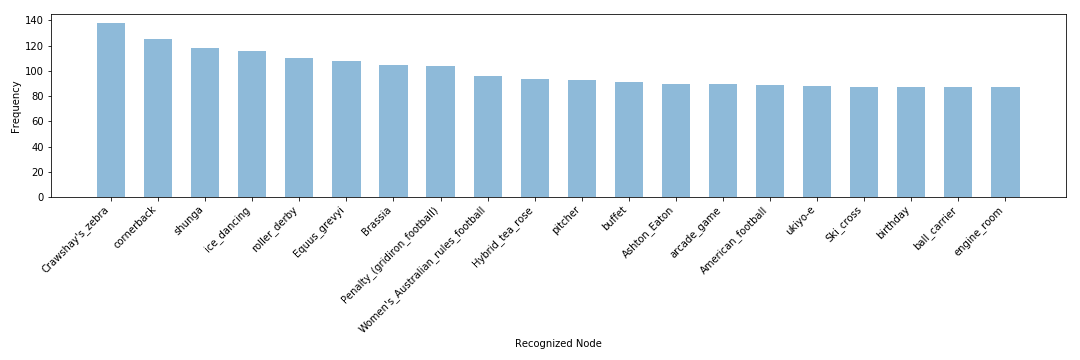 140
120
100
80
60
40
20
0
Frequency
Crawshay's_zebra
cornerback
shunga
ice_dancing
roller_derby
Equus_grevyi
Brassia
Penalty_(gridiron_football)
Women's_Australian_rules_football
Hybrid_tea_rose
pitcher
buffet
Ashton_Eaton
arcade_game
American_football
ukiyo-e
Ski_cross
birthday
ball_carrier
engine_room
Recognized Node